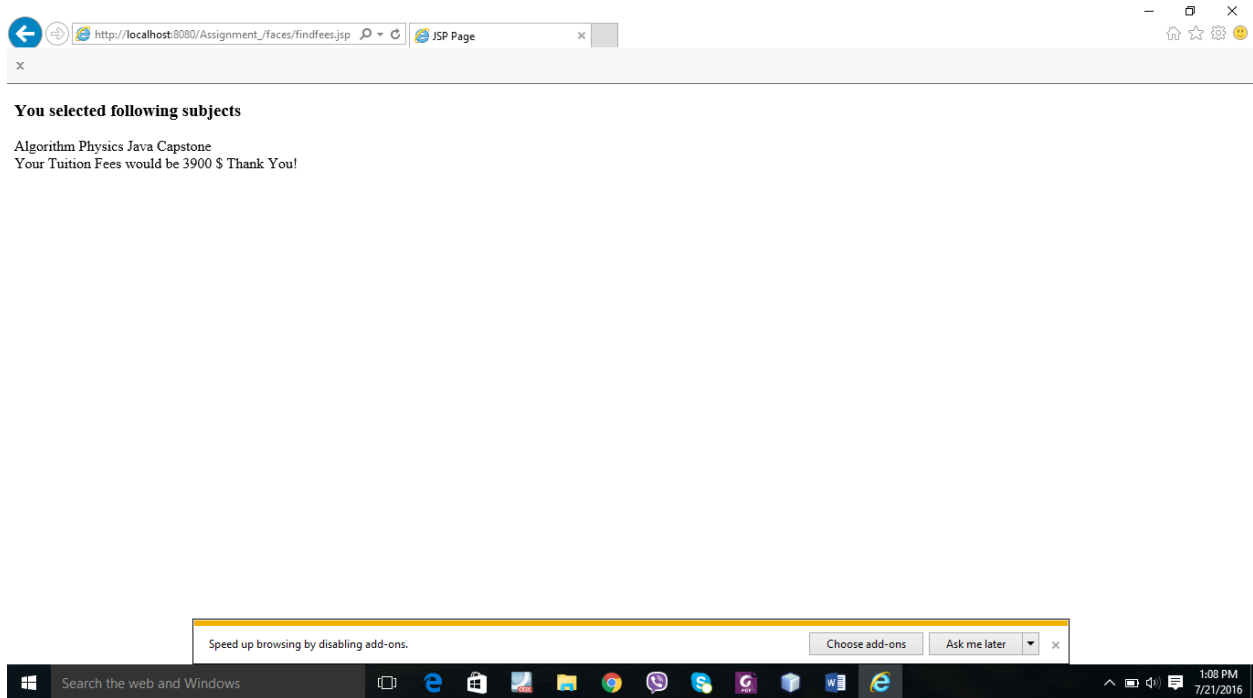 http://localhost:8080/Assignment_/faces/findfees.jsp
JSP Page
You selected following subjects
Algorithm Physics Java Capstone
Your Tuition Fees would be 3900 $ Thank You!
Speed up browsing by disabling add-ons.
Choose add-ons
Ask me later
Search the web and Windows
1:08 PM
7/21/2016